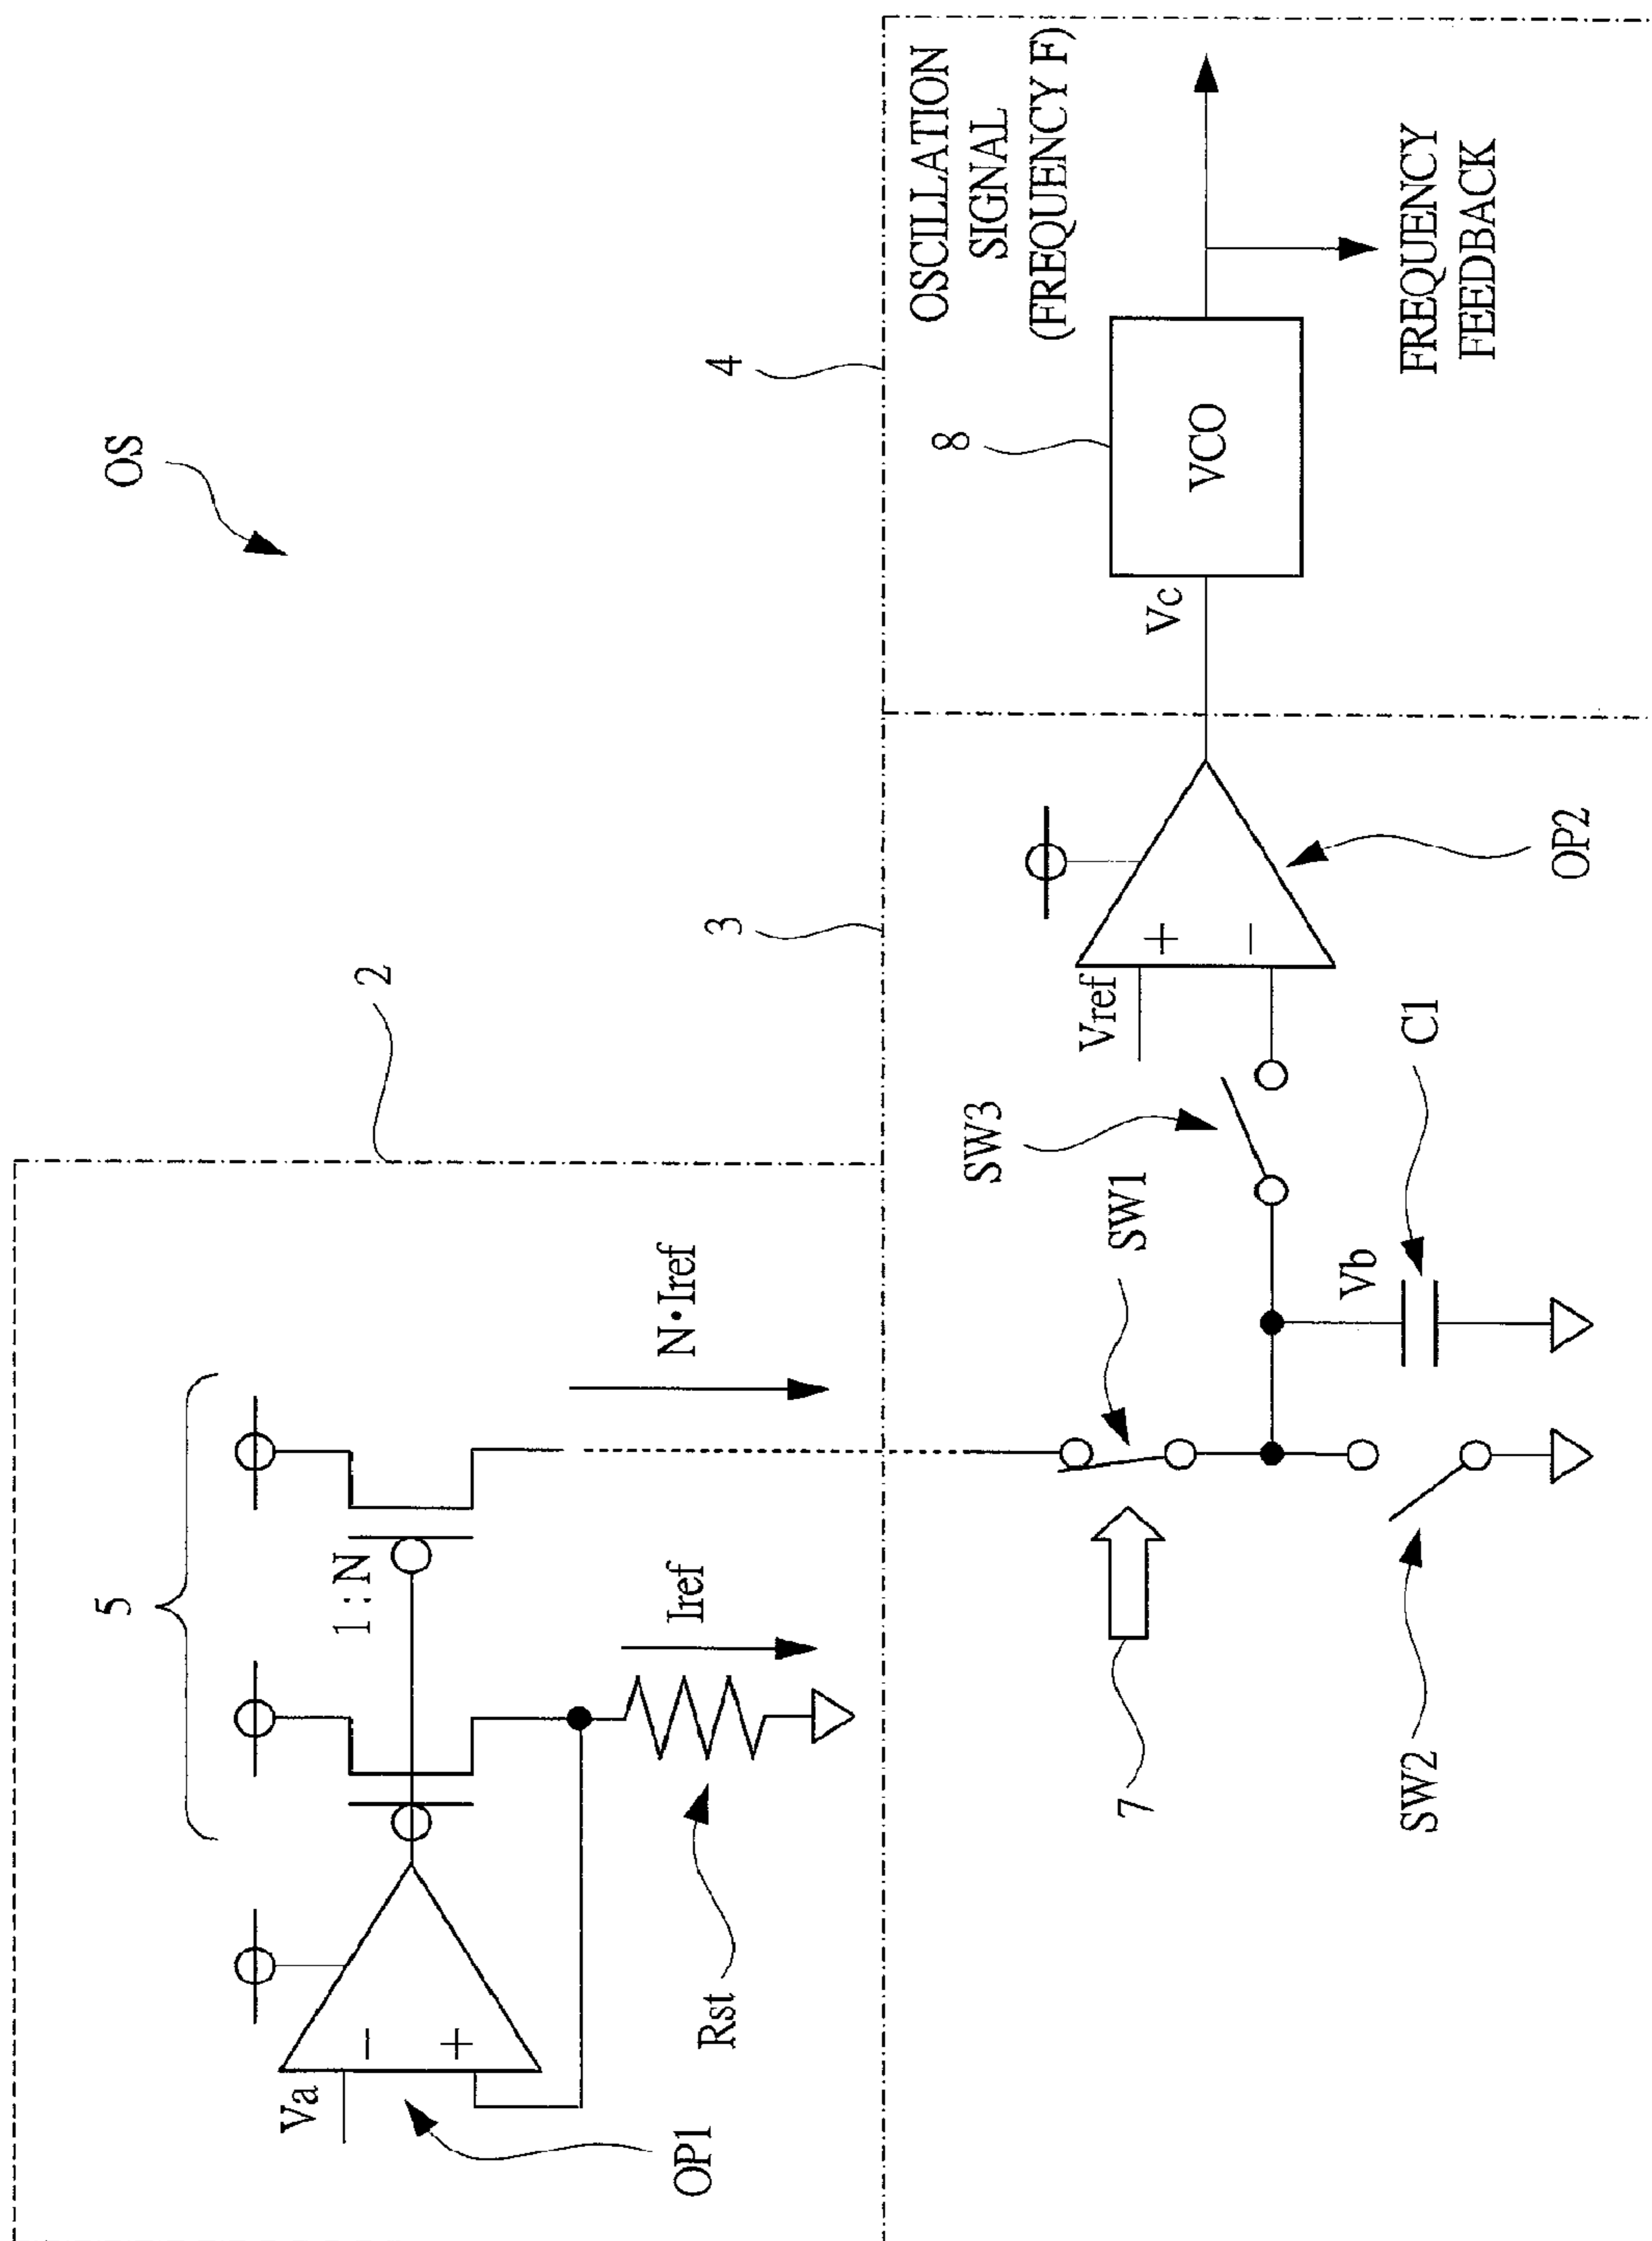 OS
2
5
1 : N
N•Iref
Iref
Va
−
+
Rst
OP1
3
4
8
OSCILLATION
SIGNAL
(FREQUENCY F)
VCO
Vc
FREQUENCY
FEEDBACK
Vref
+
−
OP2
SW3
SW1
Vb
C1
7
SW2